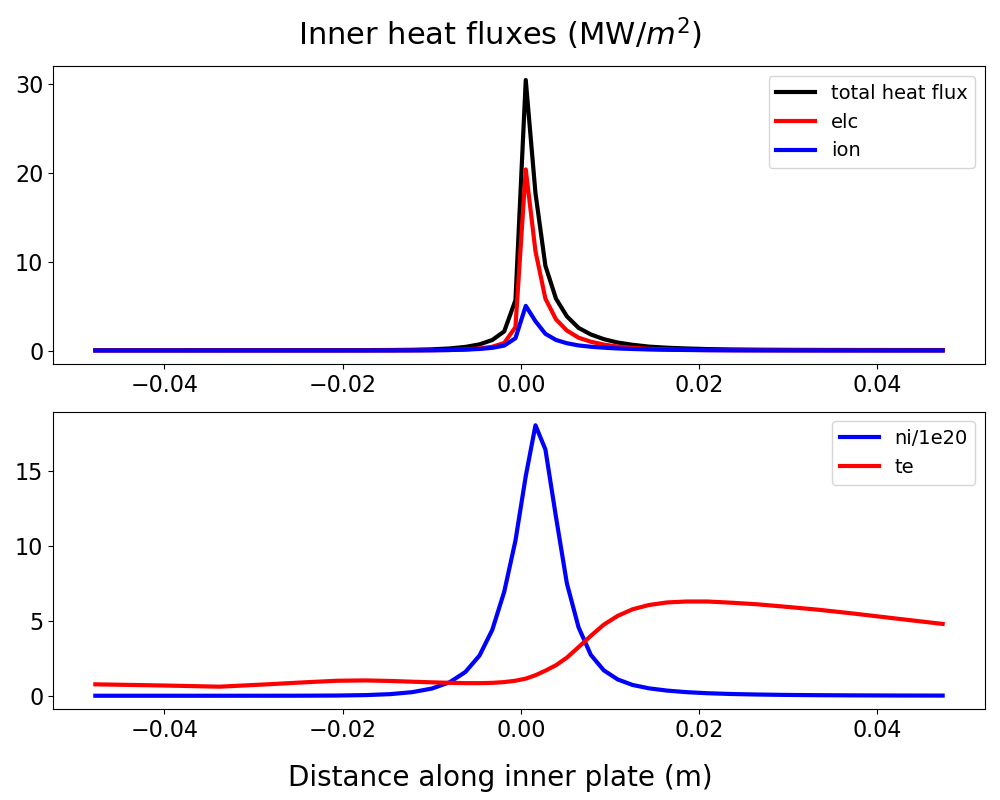 Inner heat fluxes (MW/m²)
30
20
10
0
total heat flux
elc
ion
−0.04 −0.02 0.00 0.02 0.04
15
10
5
0
ni/1e20
te
−0.04 −0.02 0.00 0.02 0.04
Distance along inner plate (m)